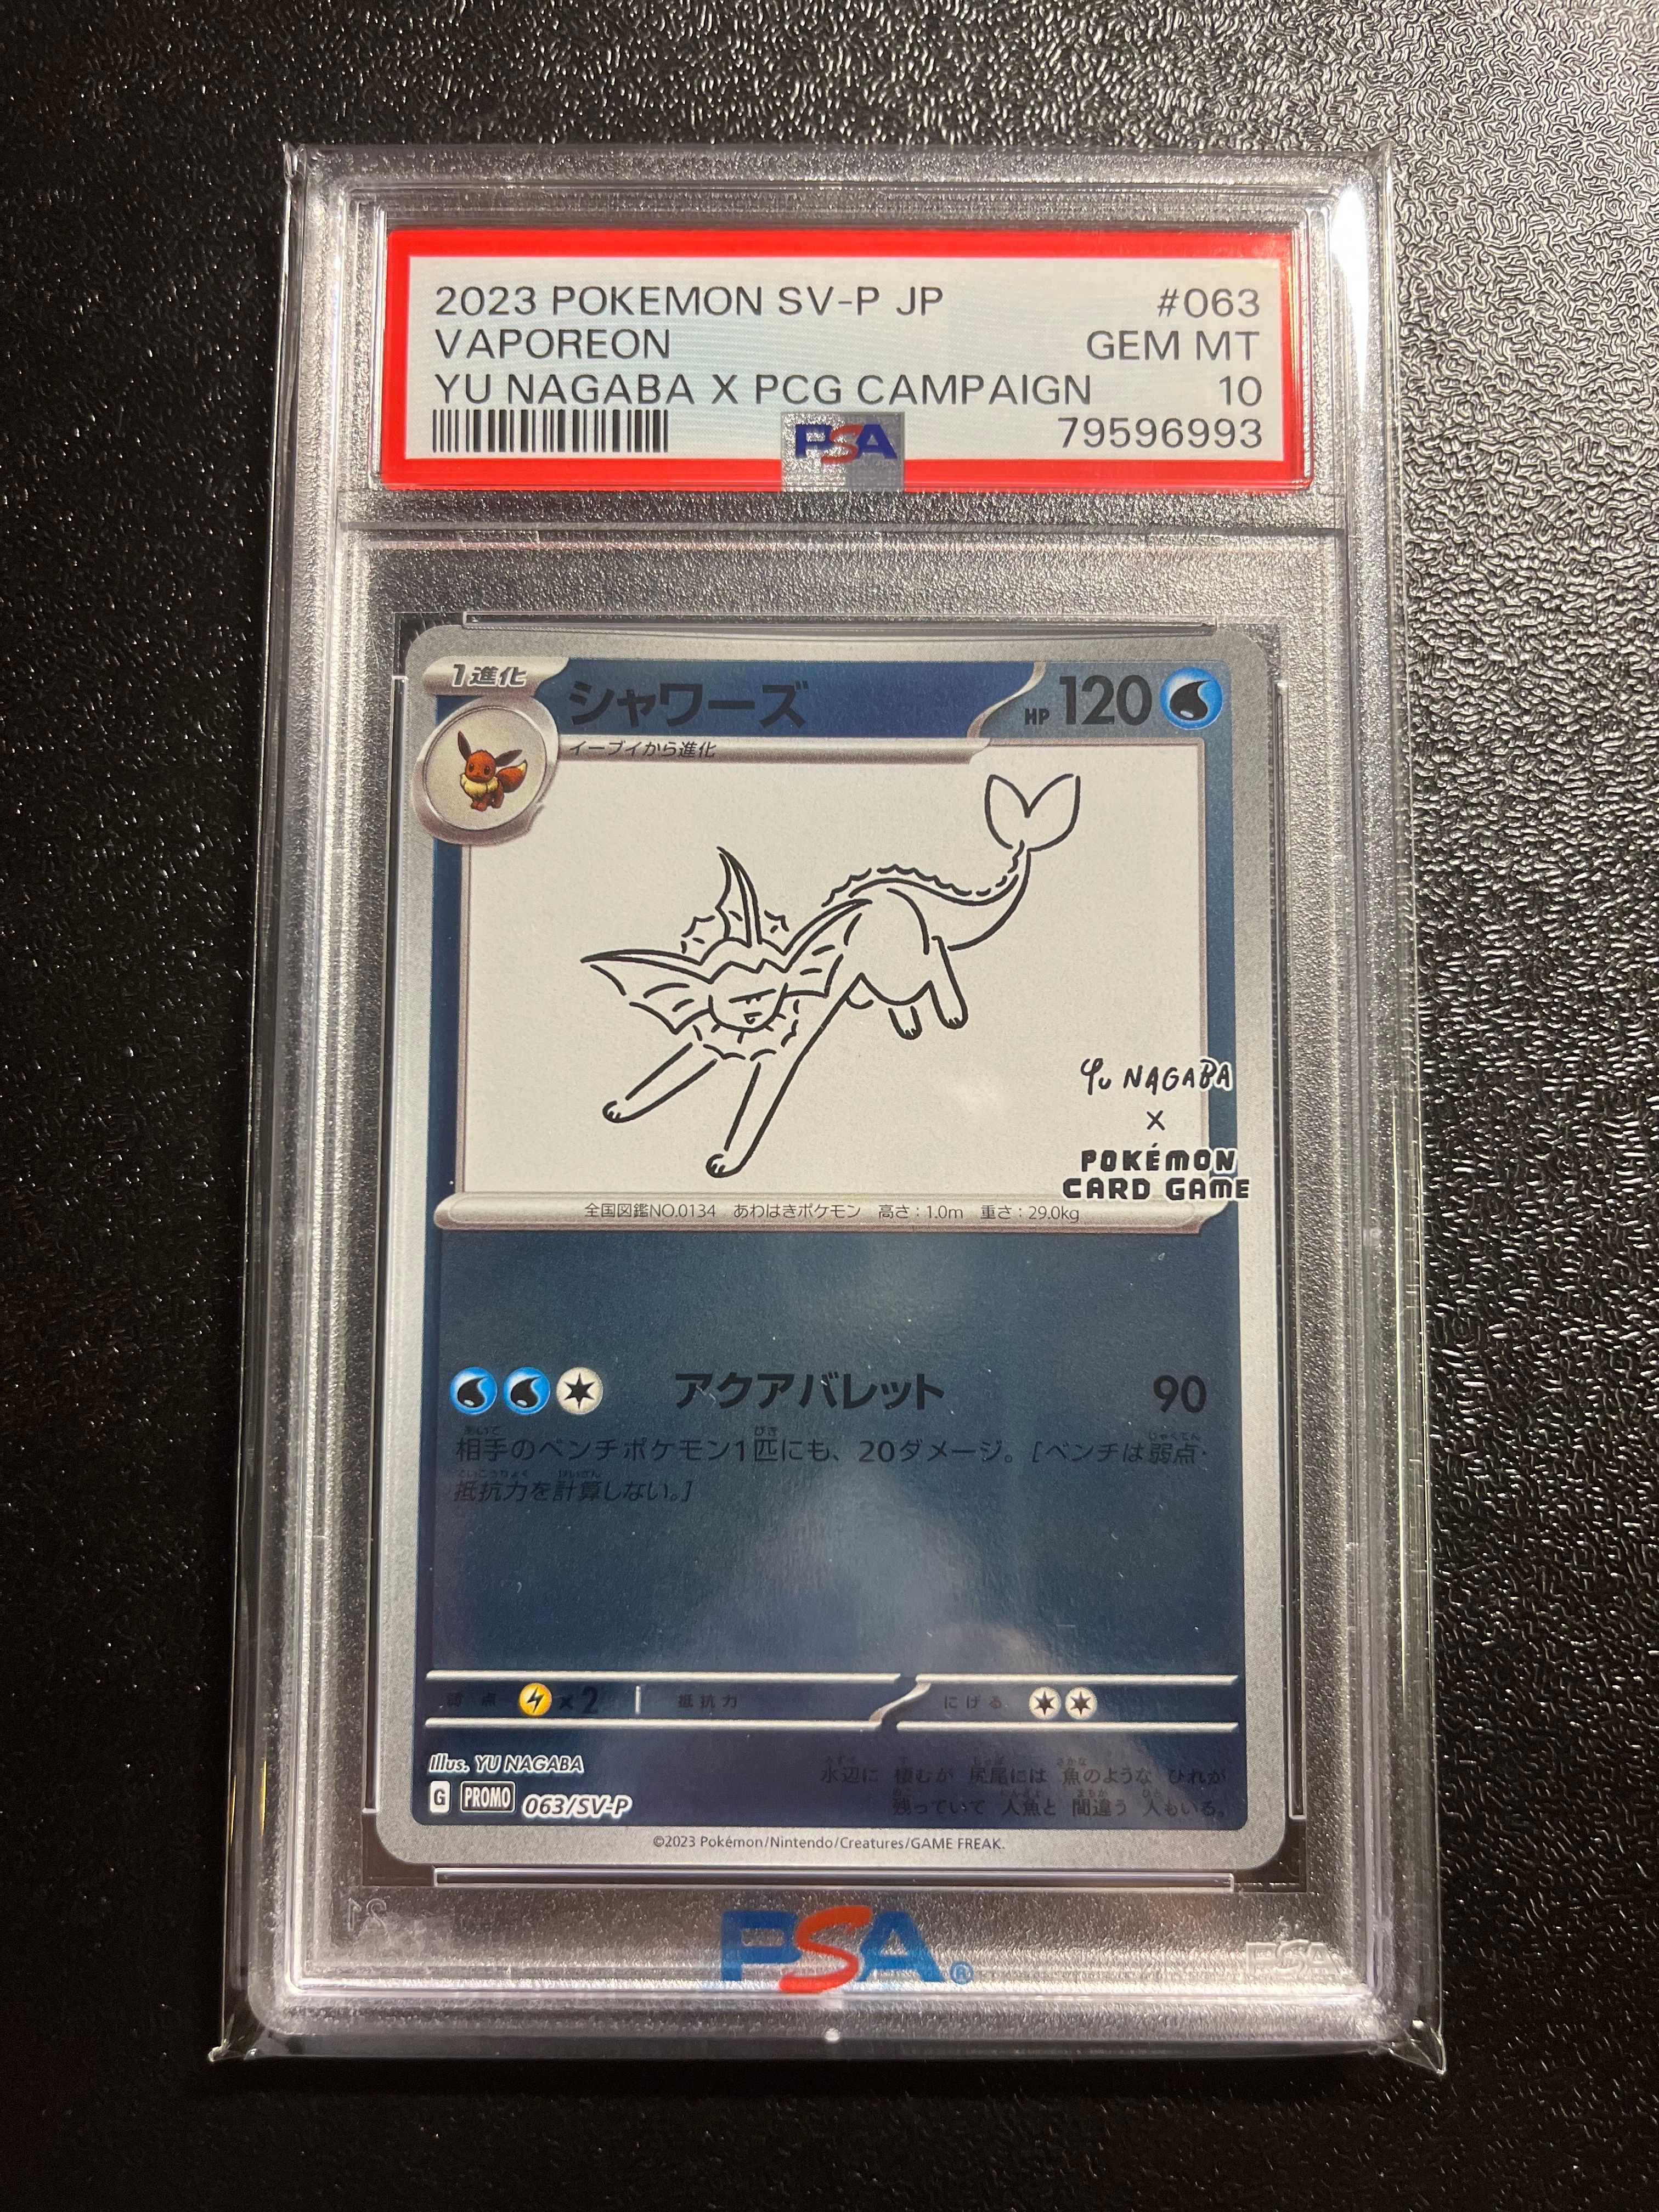 2023 POKEMON SV-P JP #063
VAPOREON GEM MT
YU NAGABA X PCG CAMPAIGN 10
PSA 79596993
1進化 シャワーズ HP 120
イーブイから進化
Yu NAGABA
×
POKÉMON
CARD GAME
全国図鑑NO.0134 あわはきポケモン 高さ:1.0m 重さ:29.0kg
アクアバレット 90
相手のベンチポケモン1匹にも、20ダメージ。[ベンチは弱点・
抵抗力を計算しない。]
弱点 ×2 抵抗力 にげる
Illus. YU NAGABA
水辺に 棲むが 尻尾には 魚のような ひれが
G PROMO 063/SV-P
残っていて 人魚と 間違う 人もいる。
©2023 Pokémon/Nintendo/Creatures/GAME FREAK.
PSA®
PSA